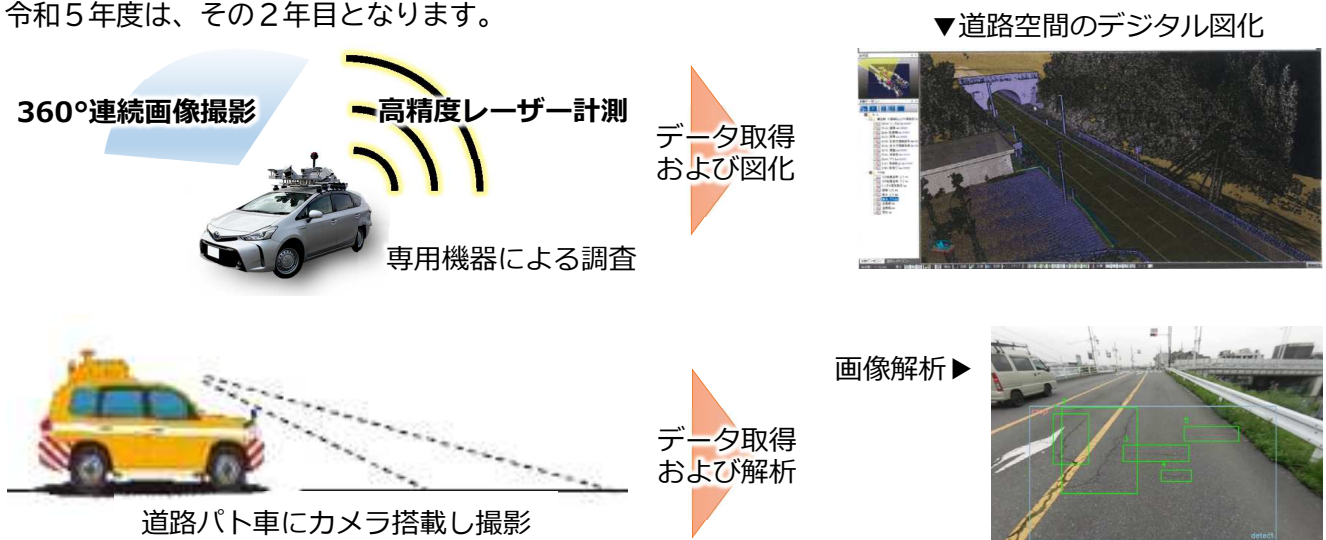 令和５年度は、その２年目となります。
▼道路空間のデジタル図化
360°連続画像撮影
高精度レーザー計測
データ取得
および図化
専用機器による調査
画像解析▶
データ取得
および解析
道路パト車にカメラ搭載し撮影
detect